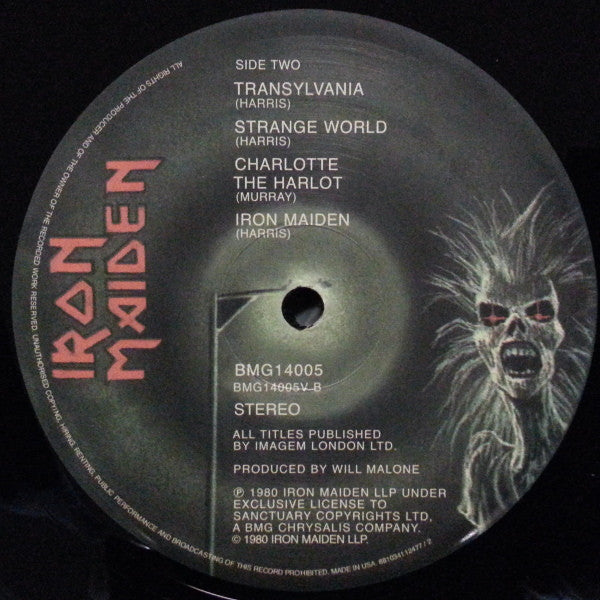 SIDE TWO
TRANSYLVANIA
(HARRIS)
STRANGE WORLD
(HARRIS)
CHARLOTTE
THE HARLOT
(MURRAY)
IRON MAIDEN
(HARRIS)
IRON
MAIDEN
BMG14005
BMG14005V-B
STEREO
ALL TITLES PUBLISHED
BY IMAGEM LONDON LTD.
PRODUCED BY WILL MALONE
℗ 1980 IRON MAIDEN LLP UNDER
EXCLUSIVE LICENSE TO
SANCTUARY COPYRIGHTS LTD,
A BMG CHRYSALIS COMPANY.
© 1980 IRON MAIDEN LLP.
ALL RIGHTS OF THE PRODUCER AND OF THE OWNER OF THE RECORDED WORK RESERVED. UNAUTHORISED COPYING, HIRING, RENTING, PUBLIC PERFORMANCE AND BROADCASTING OF THIS RECORD PROHIBITED. MADE IN USA. 881034112477 / 2